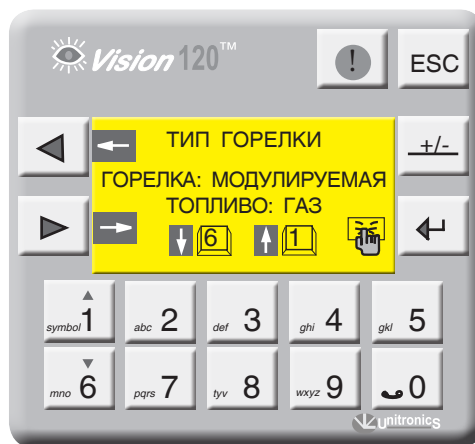 Vision 120™
!
ESC
ТИП ГОРЕЛКИ
+/-
ГОРЕЛКА: МОДУЛИРУЕМАЯ
ТОПЛИВО: ГАЗ
6 1
symbol 1
abc 2
def 3
ghi 4
gkl 5
mno 6
pqrs 7
tyv 8
wxyz 9
0
Unitronics